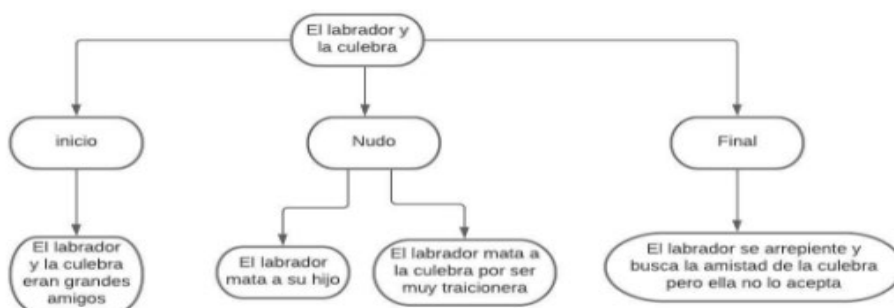 El labrador y
la culebra
inicio
Nudo
Final
El labrador
y la culebra
eran grandes
amigos
El labrador
mata a su hijo
El labrador mata a
la culebra por ser
muy traicionera
El labrador se arrepiente y
busca la amistad de la culebra
pero ella no lo acepta